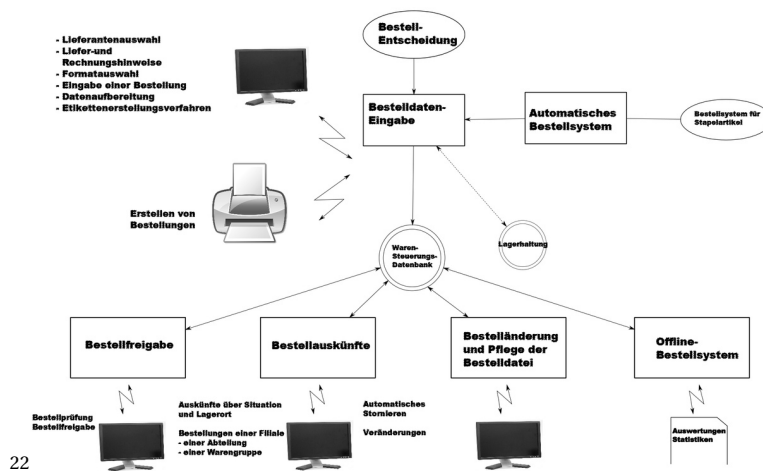 - Lieferantenauswahl
- Liefer-und
Rechnungshinweise
- Formatauswahl
- Eingabe einer Bestellung
- Datenaufbereitung
- Etikettenerstellungsverfahren
Bestell-
Entscheidung
Bestelldaten-
Eingabe
Automatisches
Bestellsystem
Bestellsystem für
Stapelartikel
Erstellen von
Bestellungen
Lagerhaltung
Waren-
Steuerungs-
Datenbank
Bestellfreigabe
Bestellauskünfte
Bestelländerung
und Pflege der
Bestelldatei
Offline-
Bestellsystem
Bestellprüfung
Bestellfreigabe
Auskünfte über Situation
und Lagerort
Bestellungen einer Filiale
- einer Abteilung
- einer Warengruppe
Automatisches
Stornieren
Veränderungen
Auswertungen
Statistiken
22